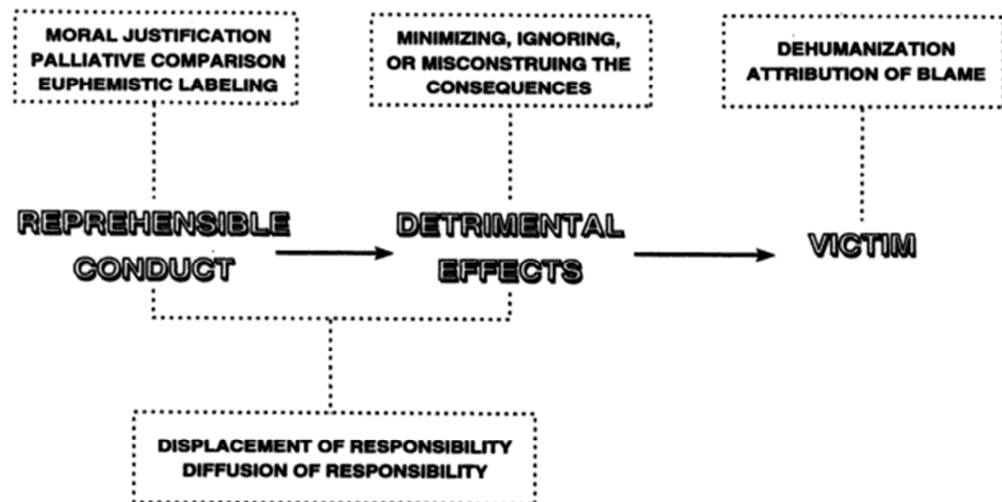 MORAL JUSTIFICATION
PALLIATIVE COMPARISON
EUPHEMISTIC LABELING
MINIMIZING, IGNORING,
OR MISCONSTRUING THE
CONSEQUENCES
DEHUMANIZATION
ATTRIBUTION OF BLAME
REPREHENSIBLE
CONDUCT
DETRIMENTAL
EFFECTS
VICTIM
DISPLACEMENT OF RESPONSIBILITY
DIFFUSION OF RESPONSIBILITY